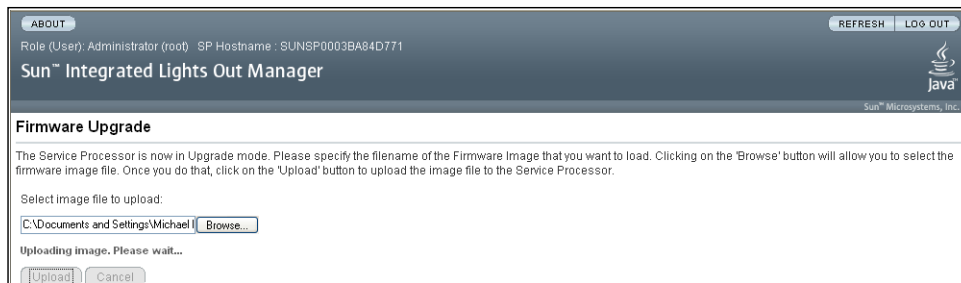 ABOUT
REFRESH LOG OUT
Role (User): Administrator (root) SP Hostname : SUNSP0003BA84D771
Sun™ Integrated Lights Out Manager
Java™
Sun™ Microsystems, Inc.
Firmware Upgrade
The Service Processor is now in Upgrade mode. Please specify the filename of the Firmware Image that you want to load. Clicking on the 'Browse' button will allow you to select the
firmware image file. Once you do that, click on the 'Upload' button to upload the image file to the Service Processor.
Select image file to upload:
C:\Documents and Settings\Michael Browse...
Uploading image. Please wait...
Upload Cancel